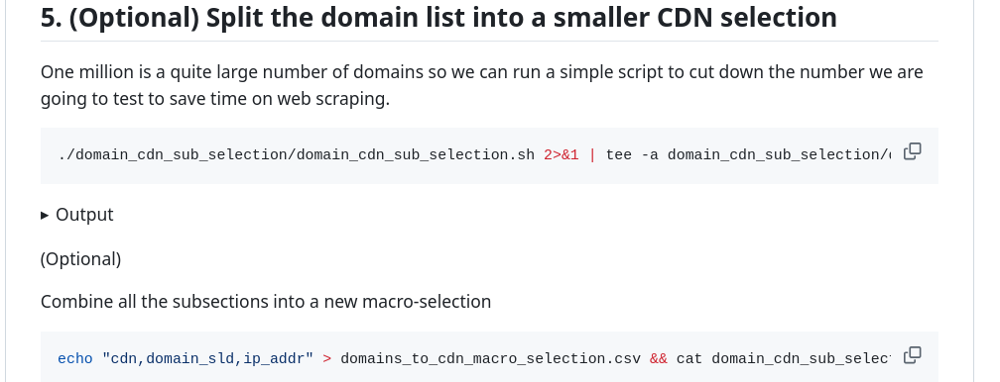 5. (Optional) Split the domain list into a smaller CDN selection
One million is a quite large number of domains so we can run a simple script to cut down the number we are
going to test to save time on web scraping.
./domain_cdn_sub_selection/domain_cdn_sub_selection.sh 2>&1 | tee -a domain_cdn_sub_selection/
Output
(Optional)
Combine all the subsections into a new macro-selection
echo "cdn,domain_sld,ip_addr" > domains_to_cdn_macro_selection.csv && cat domain_cdn_sub_selec